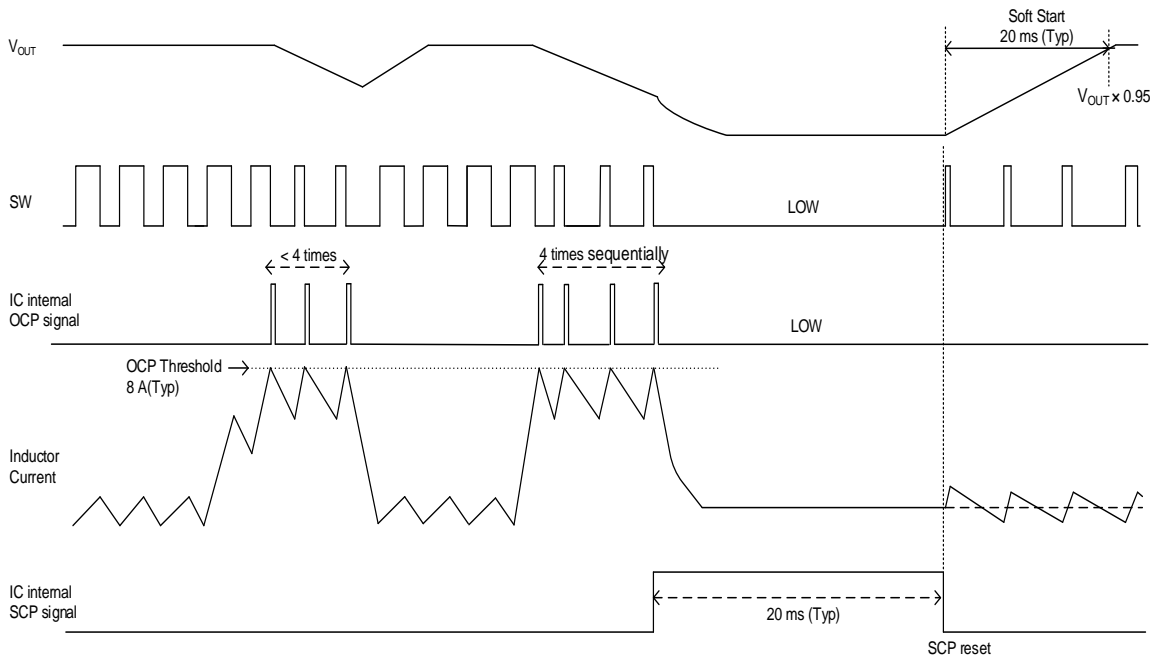 Soft Start
20 ms (Typ)
VOUT
VOUT × 0.95
SW
LOW
< 4 times
4 times sequentially
IC internal
OCP signal
LOW
OCP Threshold
8 A(Typ)
Inductor
Current
IC internal
SCP signal
20 ms (Typ)
SCP reset